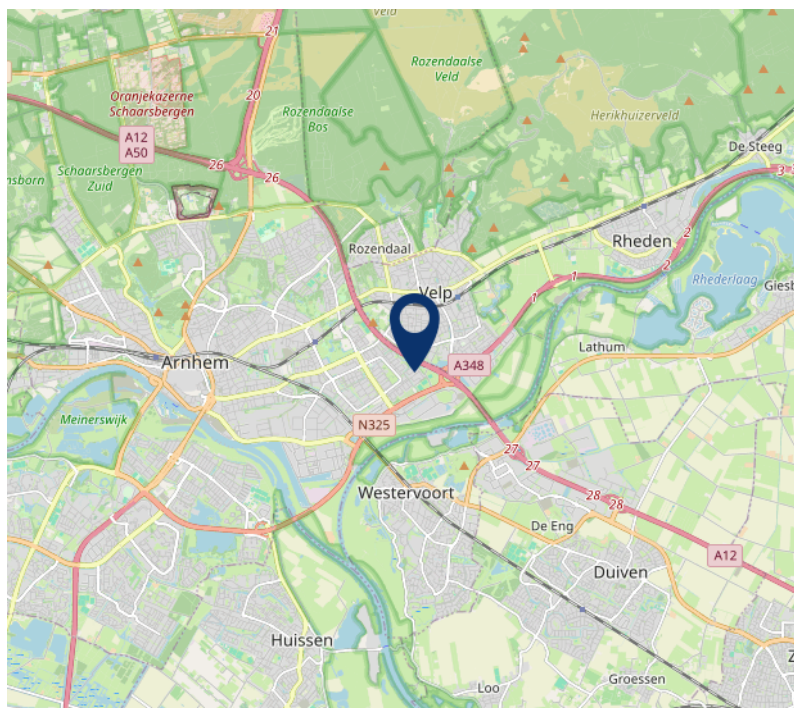 Veld
21
Oranjekazerne
Schaarsbergen
20
Rozendaalse
Veld
Rozendaalse
Bos
Herikhuizerveld
A12
A50
De Steeg
Schaarsbergen
Zuid
26
26
3
nsborn
2
Rheden
Rozendaal
2
Rhederlaag
Velp
1
1
Giesb
Lathum
Arnhem
A348
Meinerswijk
N325
27
27
Westervoort
28
28
De Eng
A12
Duiven
Huissen
Z
Groessen
Loo